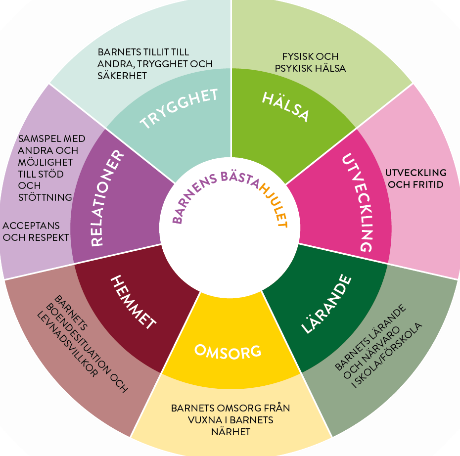 BARNENS BÄSTAHJULET
HÄLSA
FYSISK OCH
PSYKISK HÄLSA
UTVECKLING
UTVECKLING
OCH FRITID
LÄRANDE
BARNETS LÄRANDE
OCH NÄRVARO
I SKOLA/FÖRSKOLA
OMSORG
BARNETS OMSORG FRÅN
VUXNA I BARNETS
NÄRHET
HEMMET
BARNETS
BOENDESITUATION OCH
LEVNADSVILLKOR
RELATIONER
SAMSPEL MED
ANDRA OCH
MÖJLIGHET
TILL STÖD
OCH
STÖTTNING
ACCEPTANS
OCH RESPEKT
TRYGGHET
BARNETS TILLIT TILL
ANDRA, TRYGGHET OCH
SÄKERHET